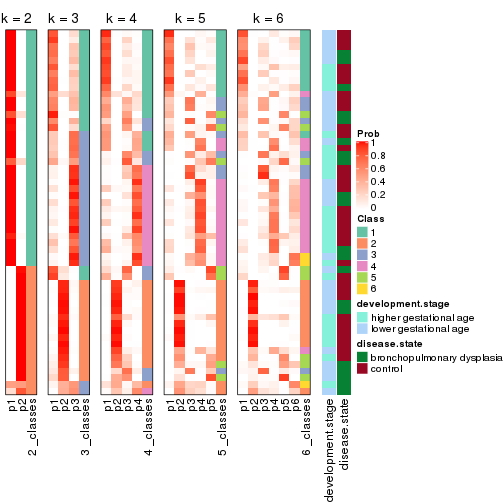 k = 2 k = 3 k = 4 k = 5 k = 6
Prob
1
0.8
0.6
0.4
0.2
0
Class
1
2
3
4
5
6
development.stage
higher gestational age
lower gestational age
disease.state
bronchopulmonary dysplasia
control
p1 p2 2_classes p1 p2 p3 3_classes p1 p2 p3 p4 4_classes p1 p2 p3 p4 p5 5_classes p1 p2 p3 p4 p5 p6 6_classes development.stage disease.state